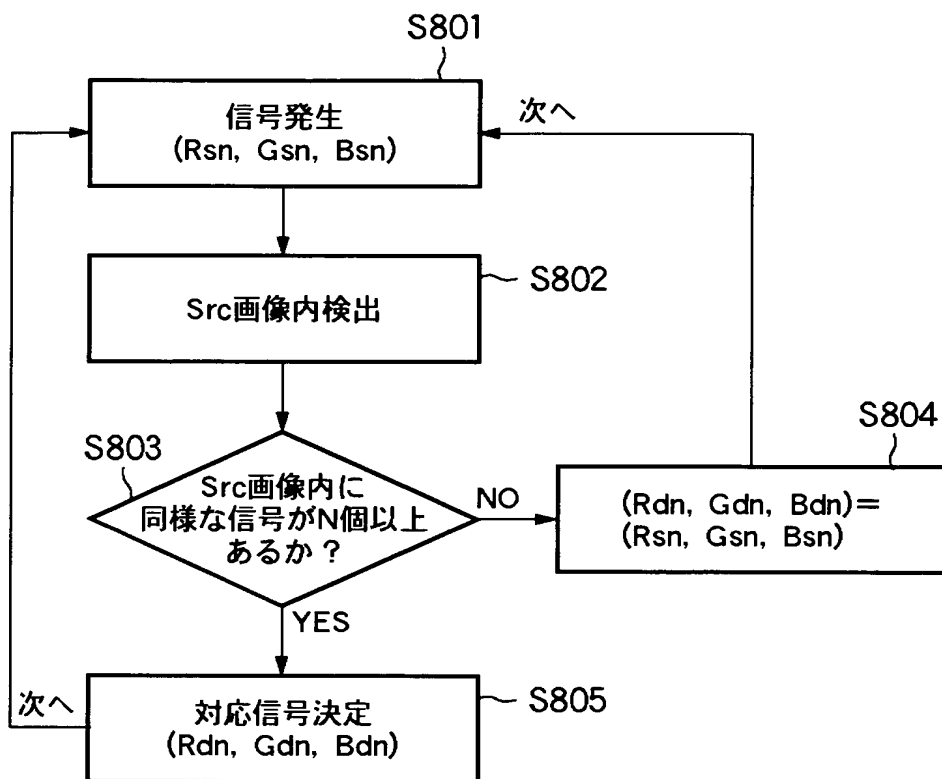 S801
信号発生
(Rsn, Gsn, Bsn)
次へ
S802
Src画像内検出
S803
Src画像内に
同様な信号がN個以上
あるか？
NO
S804
(Rdn, Gdn, Bdn)=
(Rsn, Gsn, Bsn)
YES
次へ
S805
対応信号決定
(Rdn, Gdn, Bdn)